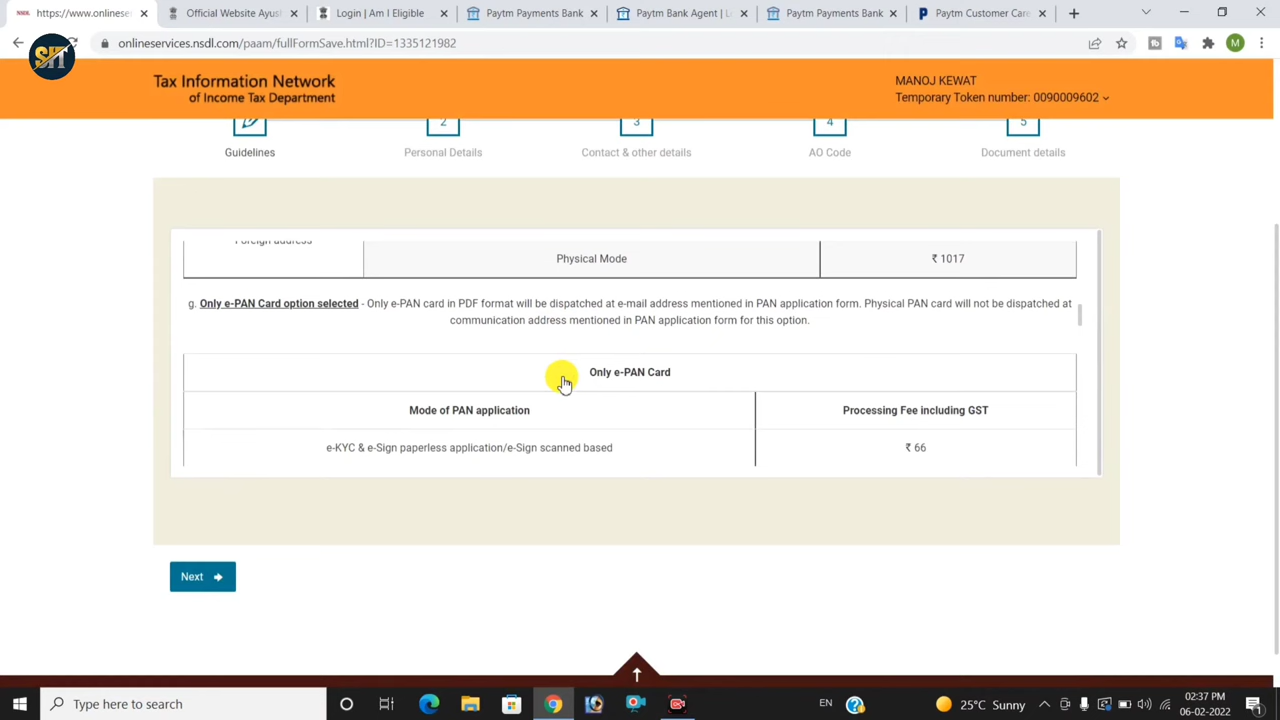 https://www.onlineser
Official Website Ayush
Login | Am I Eligible
Paytm Payments Bank
Paytm Bank Agent | L
Paytm Payments Bank
Paytm Customer Care
onlineservices.nsdl.com/paam/fullFormSave.html?ID=1335121982
SIT
Tax Information Network
of Income Tax Department
MANOJ KEWAT
Temporary Token number: 0090009602
2
3
4
5
Guidelines
Personal Details
Contact & other details
AO Code
Document details
Foreign address
Physical Mode
₹ 1017
g. Only e-PAN Card option selected - Only e-PAN card in PDF format will be dispatched at e-mail address mentioned in PAN application form. Physical PAN card will not be dispatched at
communication address mentioned in PAN application form for this option.
Only e-PAN Card
Mode of PAN application
Processing Fee including GST
e-KYC & e-Sign paperless application/e-Sign scanned based
₹ 66
Next
Type here to search
EN
25°C Sunny
02:37 PM
06-02-2022